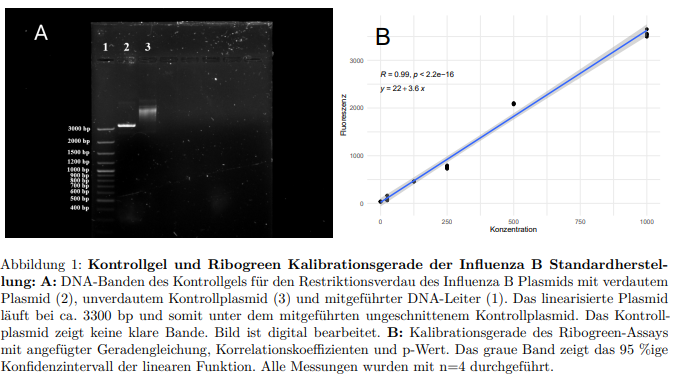 A
1 2 3
3000 bp
2000 bp
1500 bp
1200 bp
1000 bp
900 bp
800 bp
700 bp
600 bp
500 bp
400 bp
B
R = 0.99, p < 2.2e−16
y = 22 + 3.6 x
Fluoreszenz
3000
2000
1000
0
0 250 500 750 1000
Konzentration
Abbildung 1: Kontrollgel und Ribogreen Kalibrationsgerade der Influenza B Standardherstel-
lung: A: DNA-Banden des Kontrollgels für den Restriktionsverdau des Influenza B Plasmids mit verdautem
Plasmid (2), unverdautem Kontrollplasmid (3) und mitgeführter DNA-Leiter (1). Das linearisierte Plasmid
läuft bei ca. 3300 bp und somit unter dem mitgeführten ungeschnittenem Kontrollplasmid. Das Kontroll-
plasmid zeigt keine klare Bande. Bild ist digital bearbeitet. B: Kalibrationsgerade des Ribogreen-Assays
mit angefügter Geradengleichung, Korrelationskoeffizienten und p-Wert. Das graue Band zeigt das 95 %ige
Konfidenzintervall der linearen Funktion. Alle Messungen wurden mit n=4 durchgeführt.